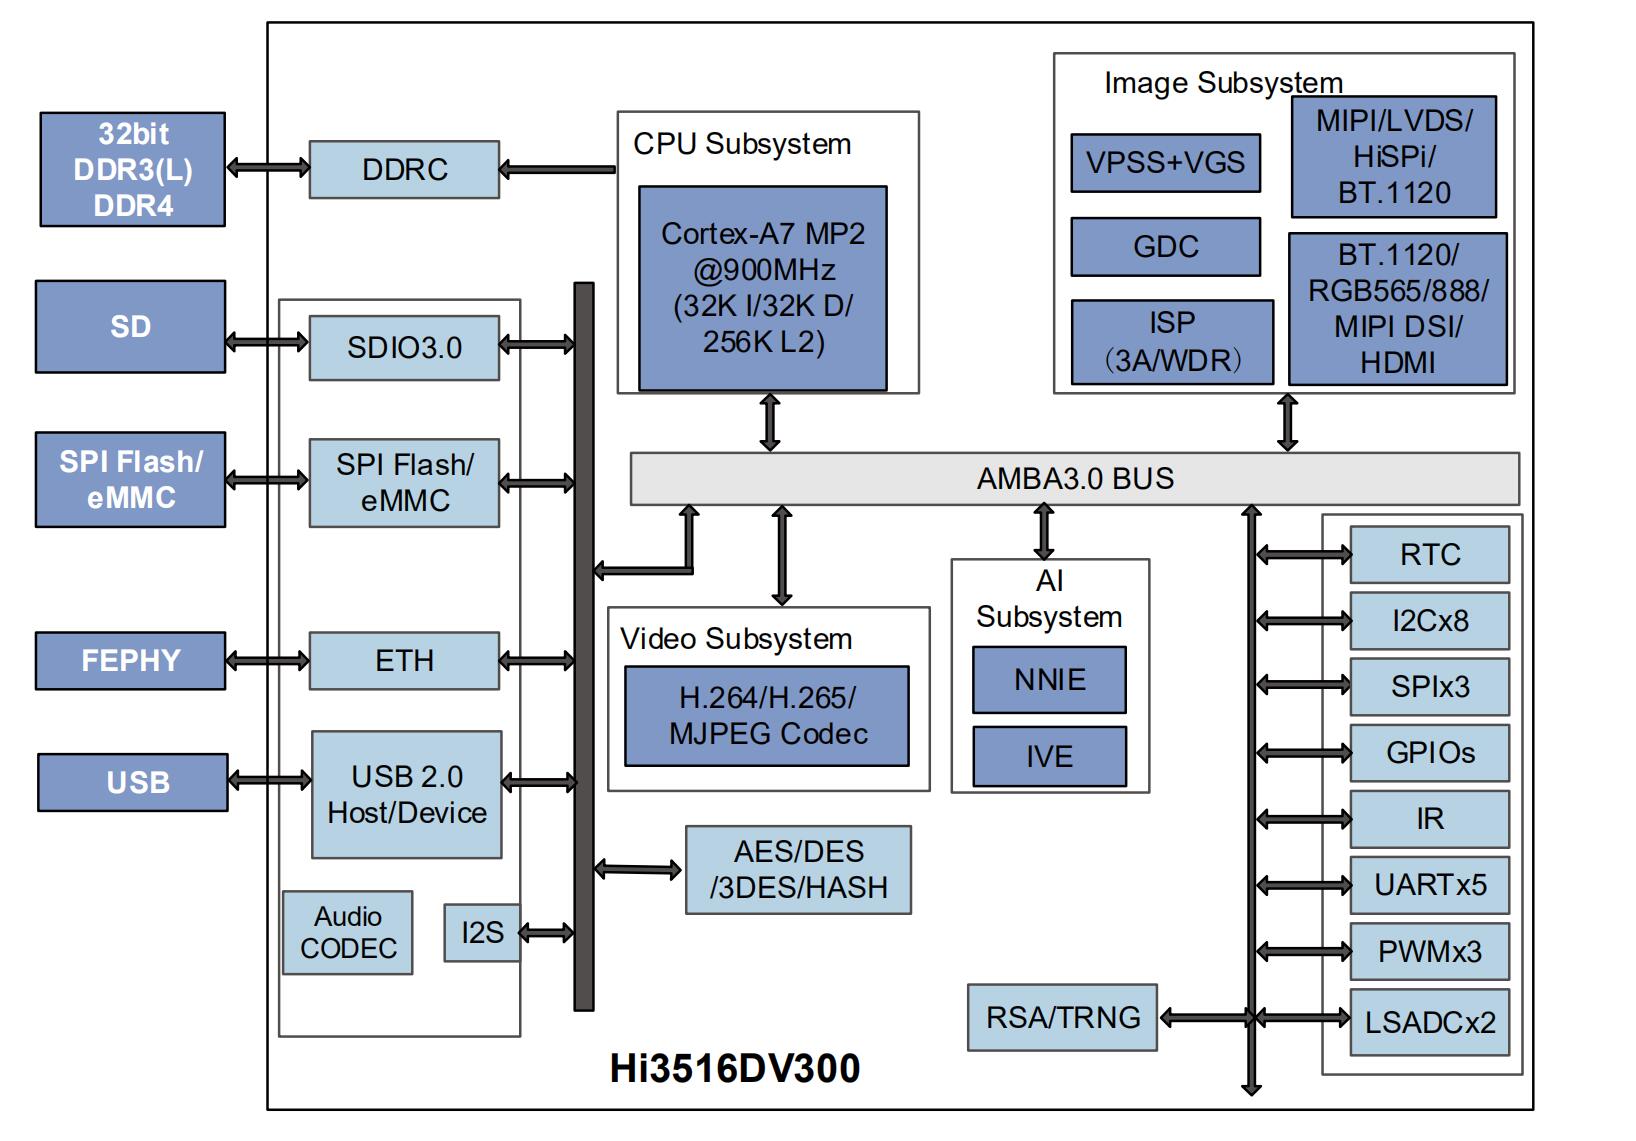 32bit
DDR3(L)
DDR4
DDRC
SD
SDIO3.0
SPI Flash/
eMMC
SPI Flash/
eMMC
FEPHY
ETH
USB
USB 2.0
Host/Device
Audio
CODEC
I2S
CPU Subsystem
Cortex-A7 MP2
@900MHz
(32K I/32K D/
256K L2)
Image Subsystem
VPSS+VGS
GDC
ISP
（3A/WDR）
MIPI/LVDS/
HiSPi/
BT.1120
BT.1120/
RGB565/888/
MIPI DSI/
HDMI
AMBA3.0 BUS
Video Subsystem
H.264/H.265/
MJPEG Codec
AI
Subsystem
NNIE
IVE
AES/DES
/3DES/HASH
RSA/TRNG
RTC
I2Cx8
SPIx3
GPIOs
IR
UARTx5
PWMx3
LSADCx2
Hi3516DV300